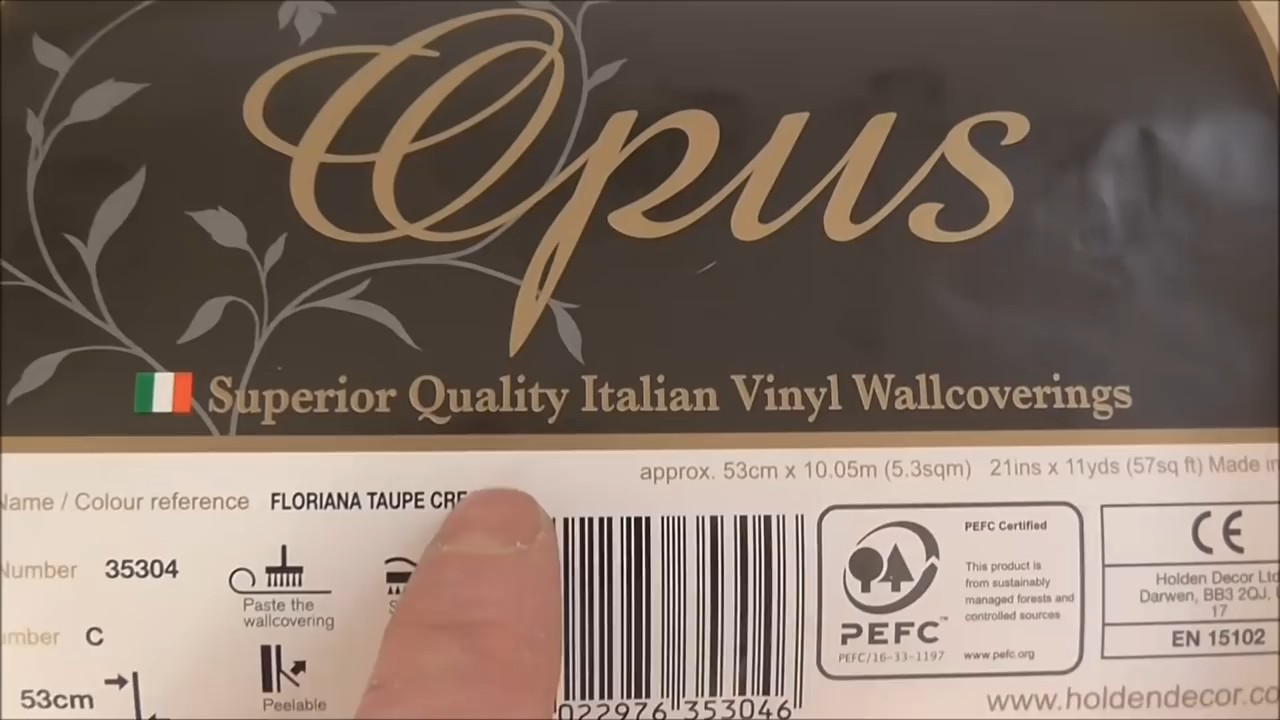 Opus
Superior Quality Italian Vinyl Wallcoverings
approx. 53cm x 10.05m (5.3sqm) 21ins x 11yds (57sq ft) Made in
Name / Colour reference FLORIANA TAUPE
Number 35304
C
53cm
Paste the
wallcovering
Peelable
022976 353046
PEFC Certified
This product is
from sustainably
managed forests and
controlled sources
www.pefc.org
PEFC™
PEFC/16-33-1197
CE
Holden Decor Ltd
Darwen, BB3 2QJ,
17
EN 15102
www.holdendecor.co